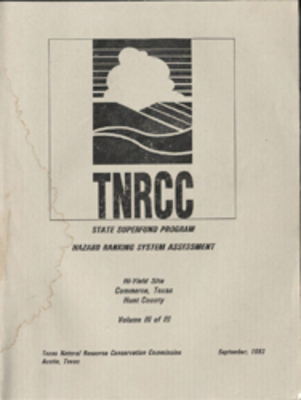 TNRCC
STATE SUPERFUND PROGRAM
HAZARD RANKING SYSTEM ASSESSMENT
Hi-Yield Site
Commerce, Texas
Hunt County
Volume III of III
Texas Natural Resource Conservation Commission September, 1993
Austin, Texas